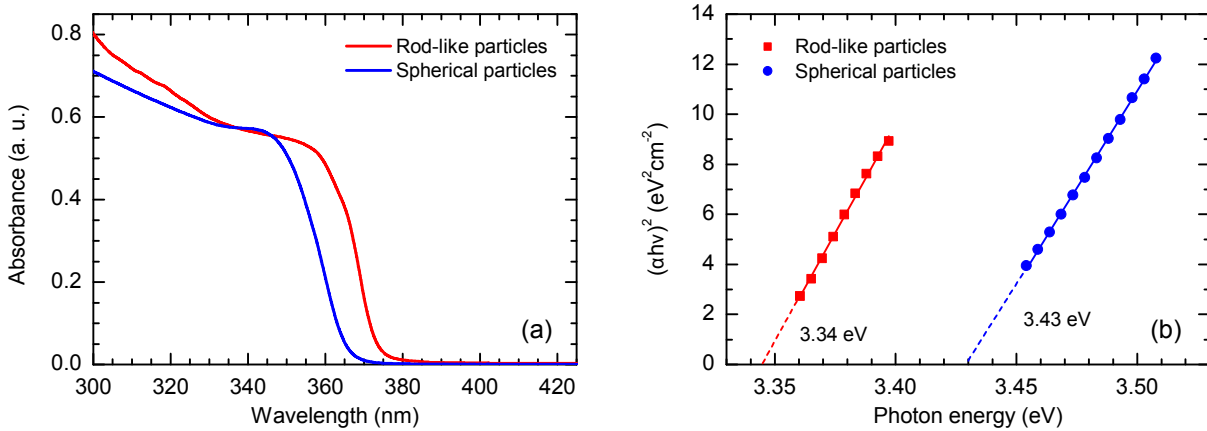 0.8
0.6
0.4
0.2
0.0
300
320
340
360
380
400
420
Absorbance (a. u.)
Wavelength (nm)
Rod-like particles
Spherical particles
(a)
14
12
10
8
6
4
2
0
3.35
3.40
3.45
3.50
(αhν)² (eV²cm⁻²)
Photon energy (eV)
Rod-like particles
Spherical particles
3.34 eV
3.43 eV
(b)